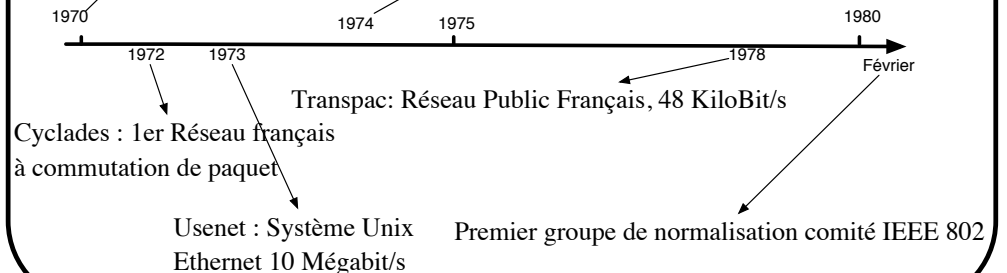 1970
1974
1975
1980
1972
1973
1978
Février
Transpac: Réseau Public Français, 48 KiloBit/s
Cyclades : 1er Réseau français
à commutation de paquet
Usenet : Système Unix
Ethernet 10 Mégabit/s
Premier groupe de normalisation comité IEEE 802